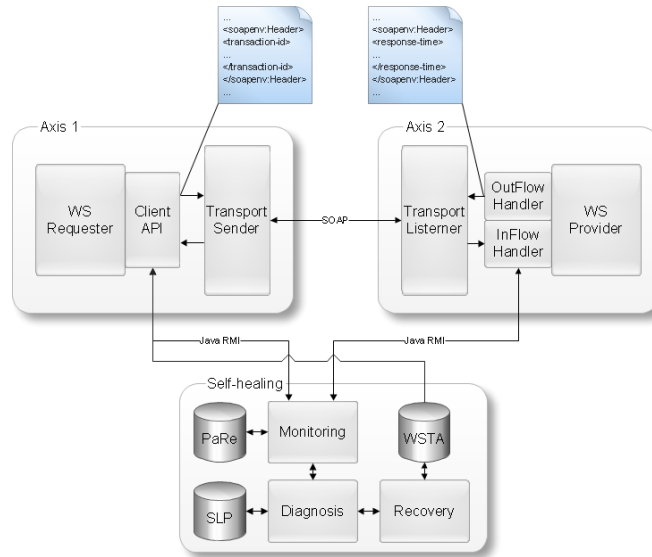 ...
<soapenv:Header>
<transaction-id>
...
</transaction-id>
</soapenv:Header>
...
...
<soapenv:Header>
<response-time>
...
</response-time>
</soapenv:Header>
...
Axis 1
WS
Requester
Client
API
Transport
Sender
SOAP
Axis 2
Transport
Listerner
OutFlow
Handler
InFlow
Handler
WS
Provider
Java RMI
Java RMI
Self-healing
PaRe
Monitoring
WSTA
SLP
Diagnosis
Recovery